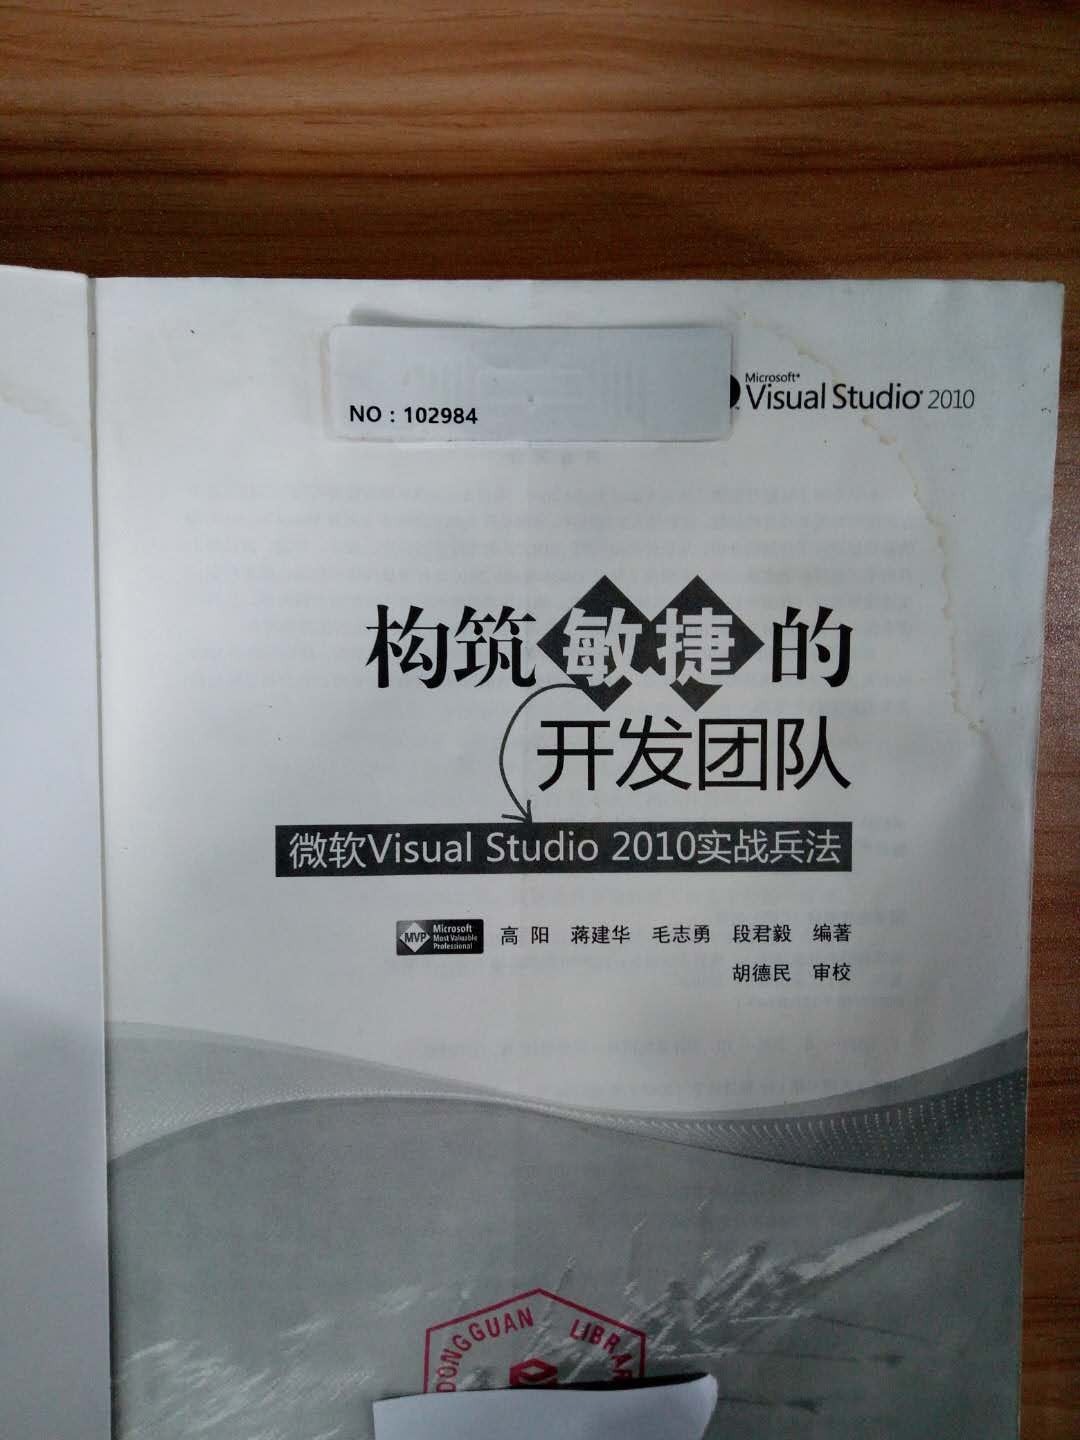 Microsoft®
Visual Studio® 2010
NO：102984
构筑敏捷的
开发团队
微软Visual Studio 2010实战兵法
MVP Microsoft
Most Valuable
Professional
高 阳 蒋建华 毛志勇 段君毅 编著
胡德民 审校
DONGGUAN LIBRAR